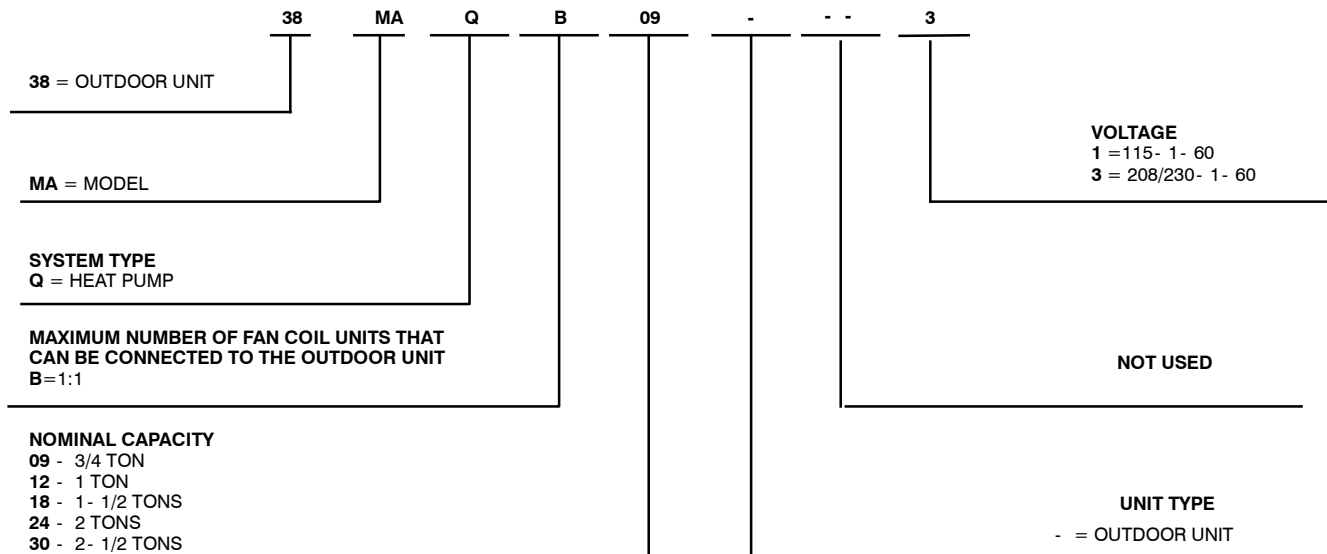 38 MA Q B 09 - - - 3
38 = OUTDOOR UNIT
MA = MODEL
SYSTEM TYPE
Q = HEAT PUMP
MAXIMUM NUMBER OF FAN COIL UNITS THAT
CAN BE CONNECTED TO THE OUTDOOR UNIT
B=1:1
NOMINAL CAPACITY
09 - 3/4 TON
12 - 1 TON
18 - 1- 1/2 TONS
24 - 2 TONS
30 - 2- 1/2 TONS
VOLTAGE
1 =115- 1- 60
3 = 208/230- 1- 60
NOT USED
UNIT TYPE
- = OUTDOOR UNIT